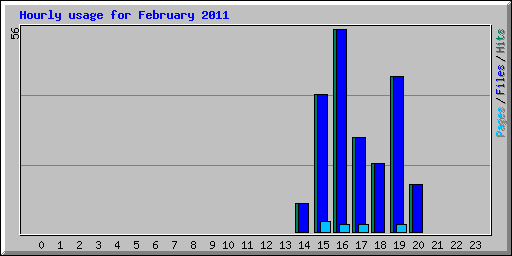 Hourly usage for February 2011
56
Pages/Files/Hits
0 1 2 3 4 5 6 7 8 9 10 11 12 13 14 15 16 17 18 19 20 21 22 23